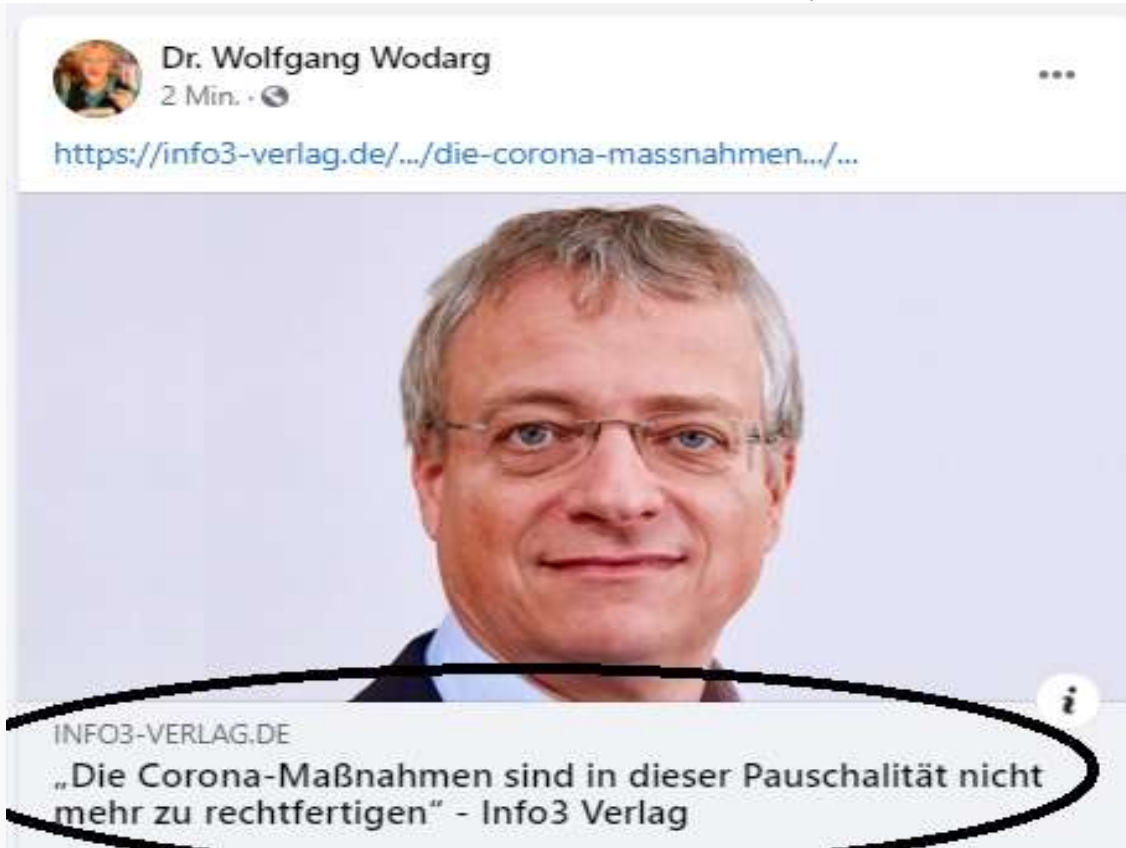 Dr. Wolfgang Wodarg
2 Min. ·
https://info3-verlag.de/.../die-corona-massnahmen.../...
i
INFO3-VERLAG.DE
„Die Corona-Maßnahmen sind in dieser Pauschalität nicht
mehr zu rechtfertigen“ - Info3 Verlag